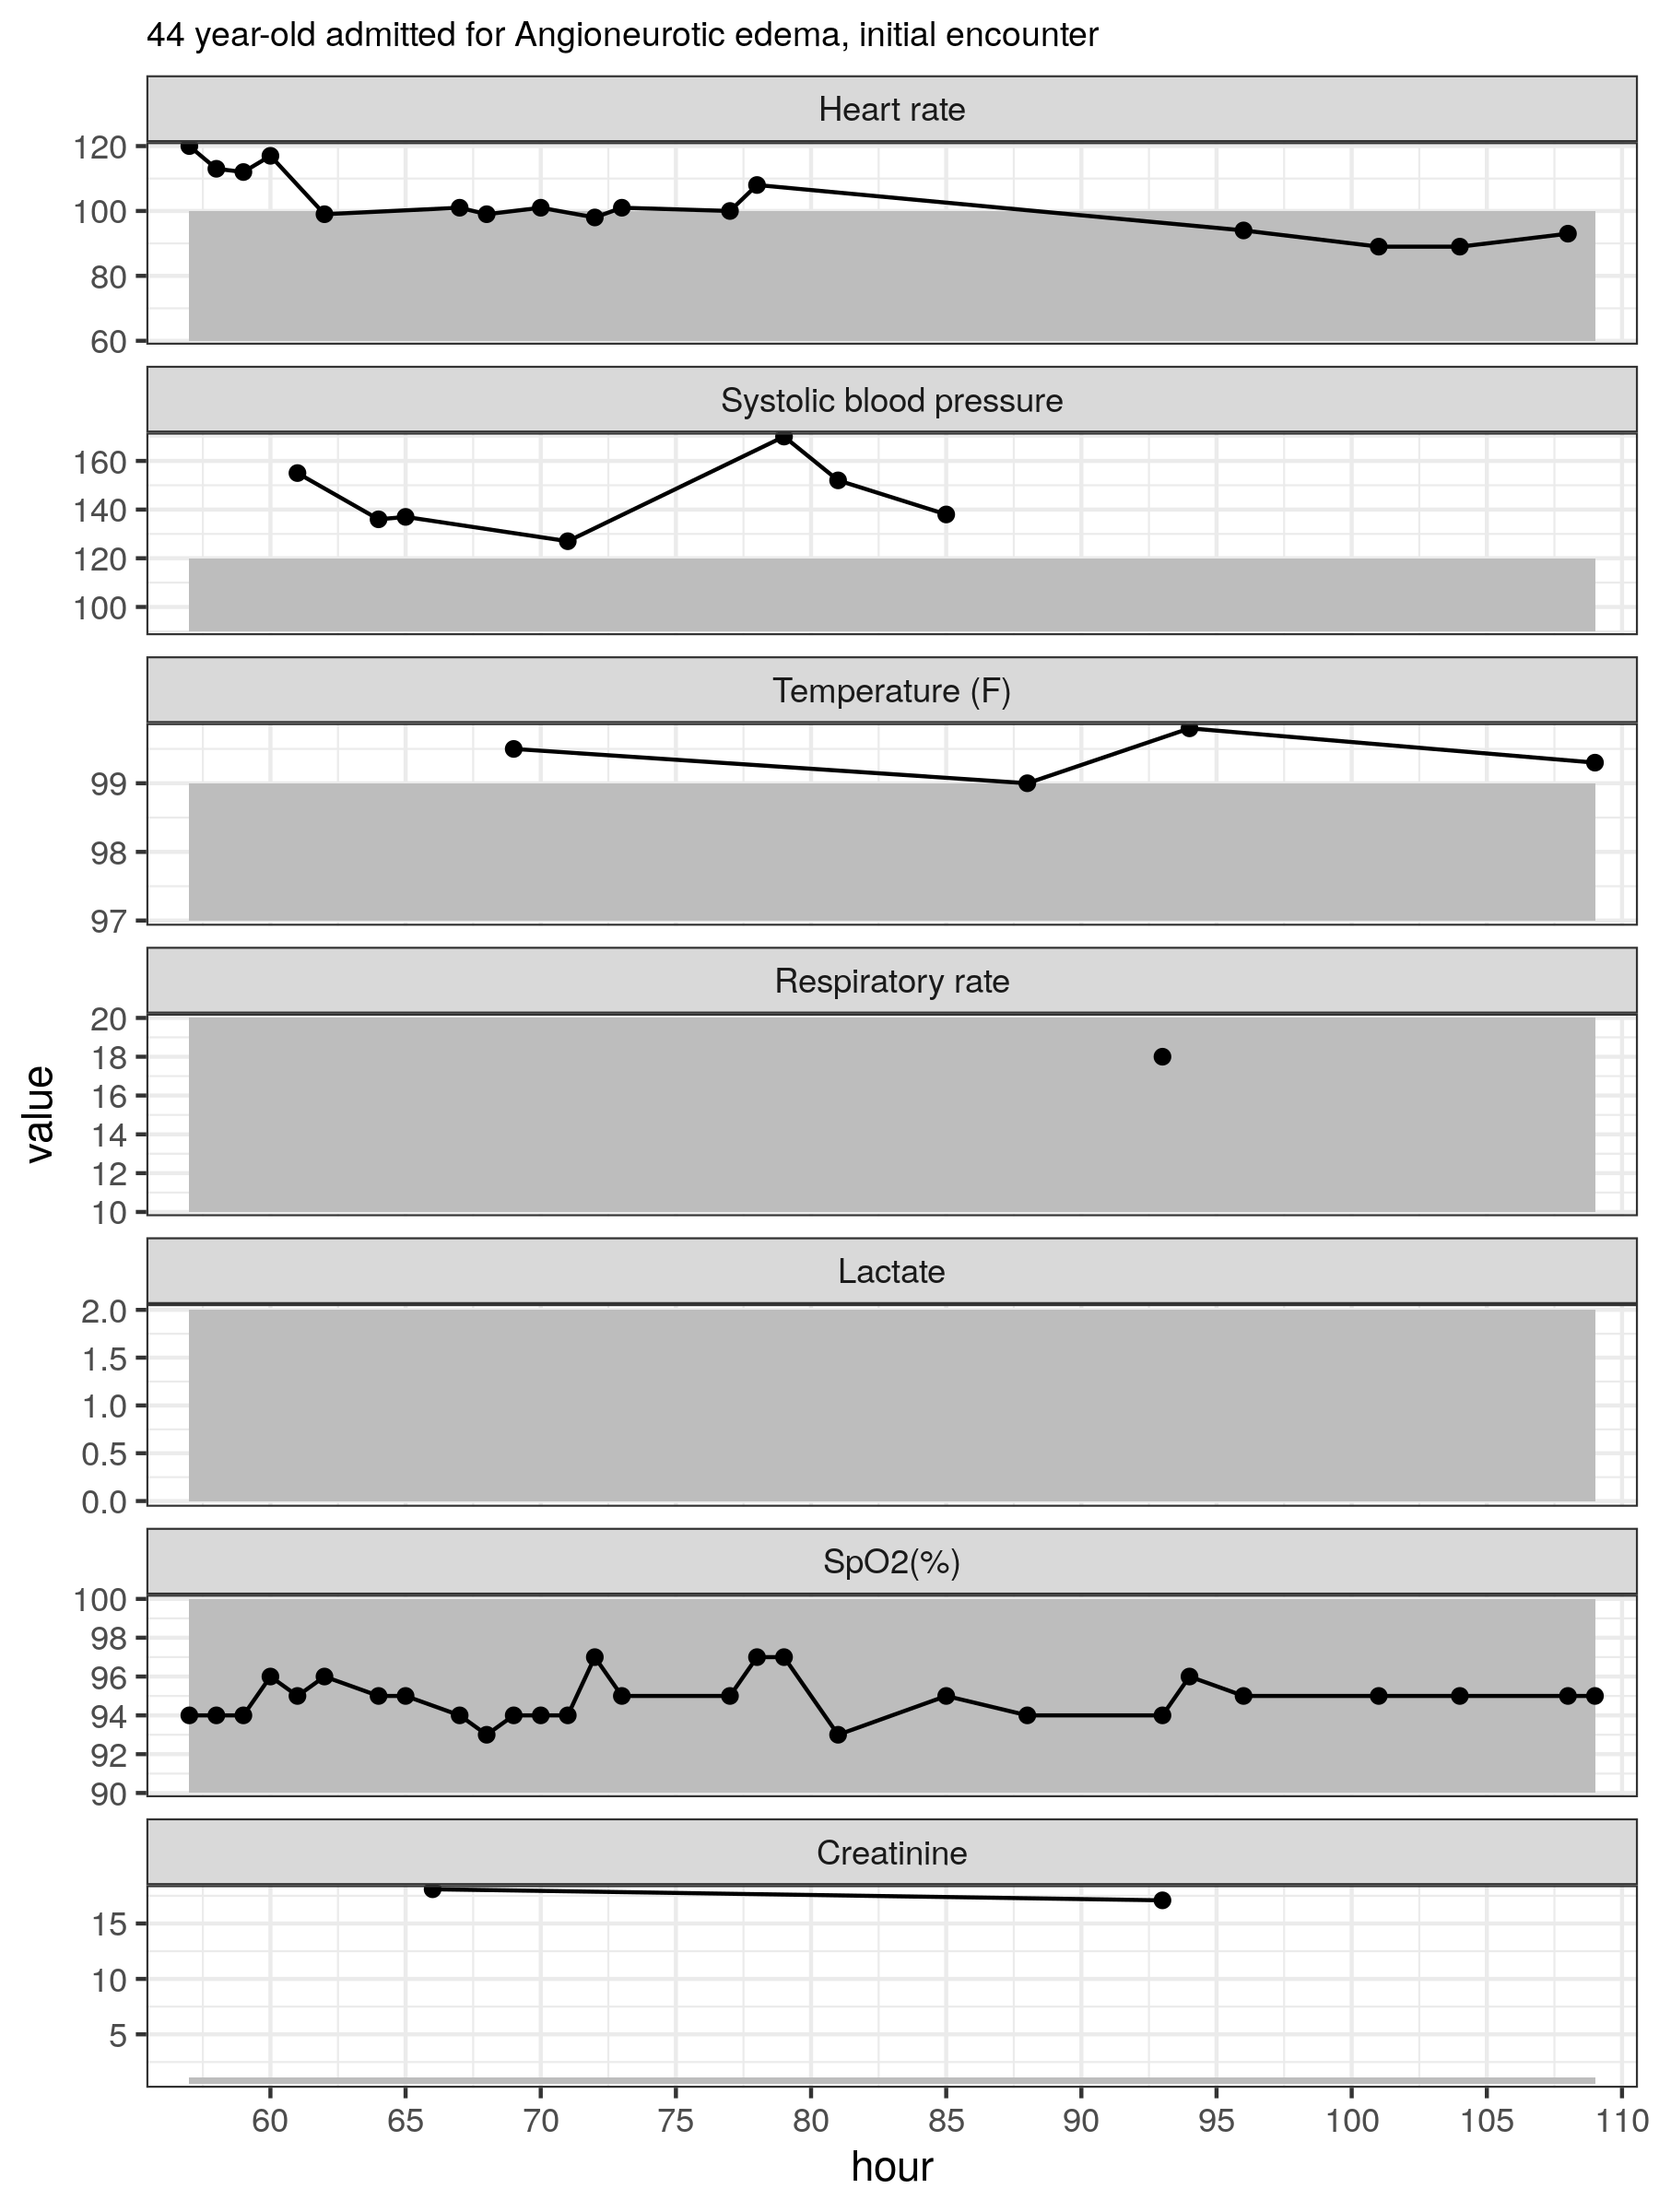 44 year-old admitted for Angioneurotic edema, initial encounter
Heart rate
120
100
80
60
Systolic blood pressure
160
140
120
100
Temperature (F)
99
98
97
Respiratory rate
20
18
16
14
12
10
value
Lactate
2.0
1.5
1.0
0.5
0.0
SpO2(%)
100
98
96
94
92
90
Creatinine
15
10
5
60 65 70 75 80 85 90 95 100 105 110
hour